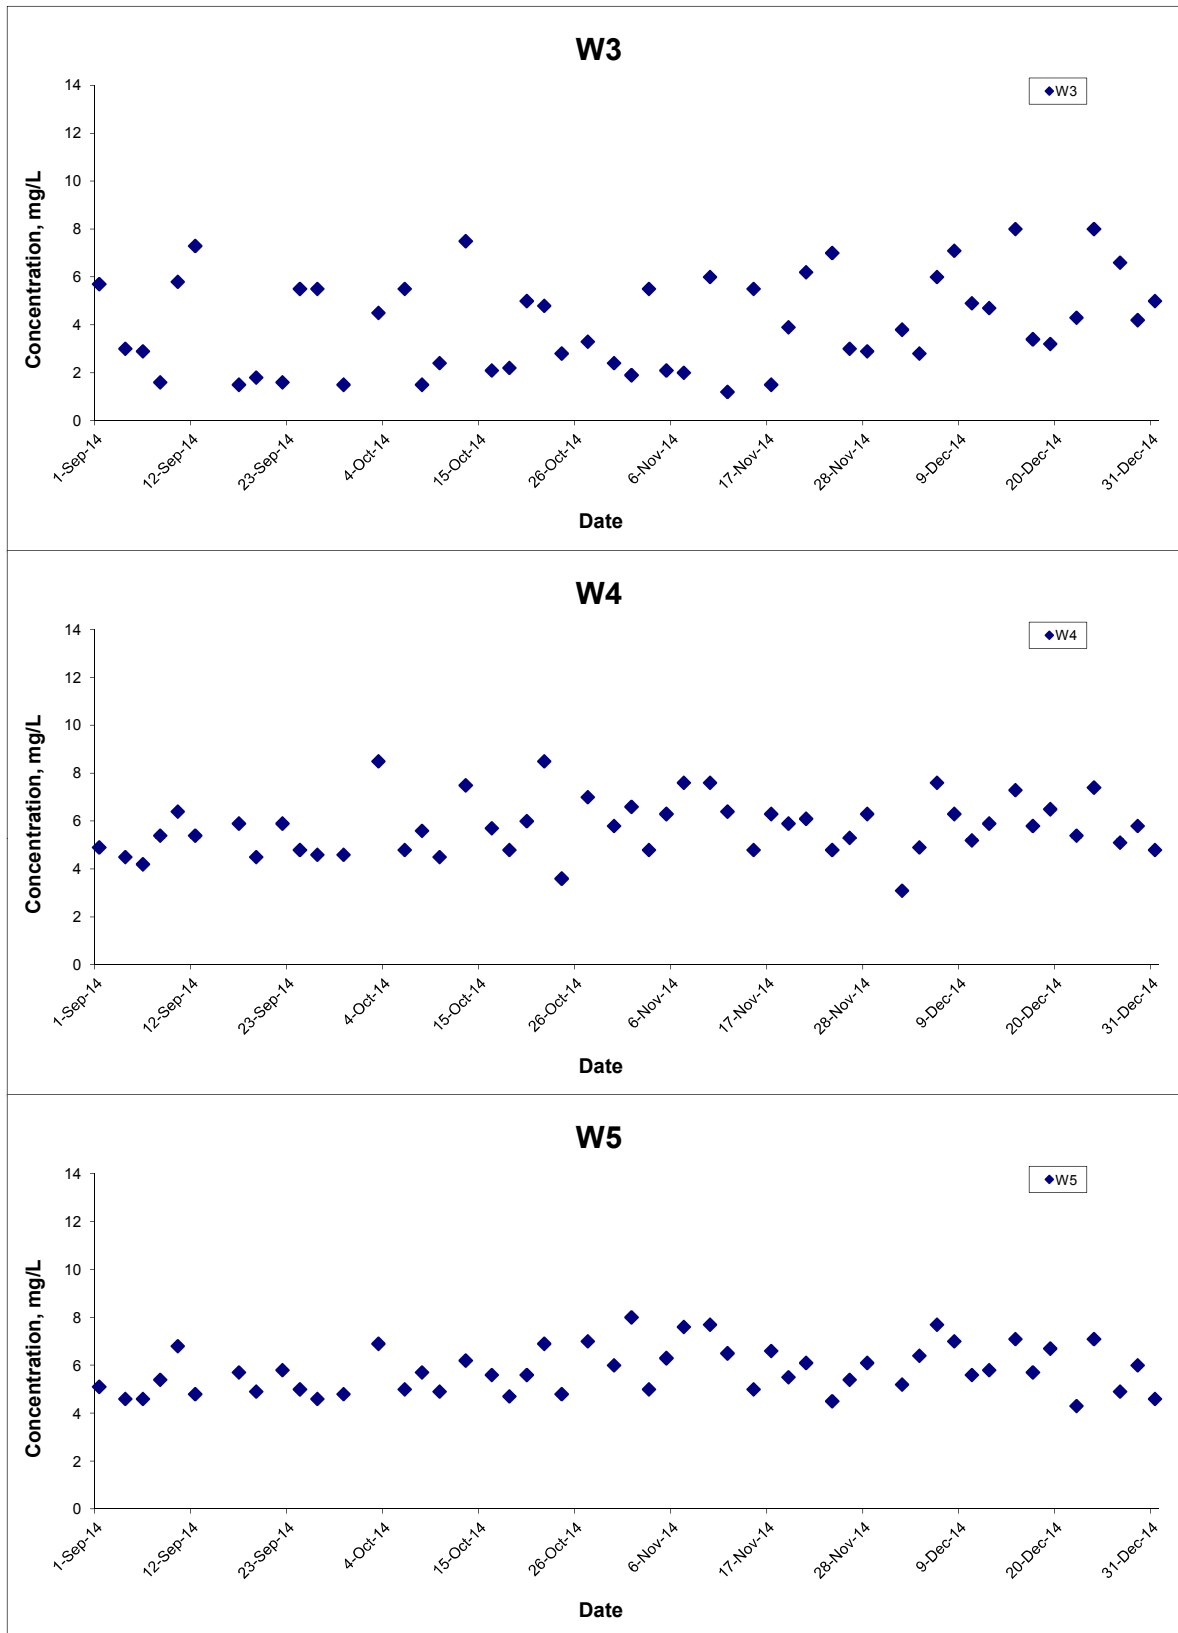 W3
W3
14
12
10
8
6
4
2
0
Concentration, mg/L
1-Sep-14
12-Sep-14
23-Sep-14
4-Oct-14
15-Oct-14
26-Oct-14
6-Nov-14
17-Nov-14
28-Nov-14
9-Dec-14
20-Dec-14
31-Dec-14
Date
W4
W4
14
12
10
8
6
4
2
0
Concentration, mg/L
1-Sep-14
12-Sep-14
23-Sep-14
4-Oct-14
15-Oct-14
26-Oct-14
6-Nov-14
17-Nov-14
28-Nov-14
9-Dec-14
20-Dec-14
31-Dec-14
Date
W5
W5
14
12
10
8
6
4
2
0
Concentration, mg/L
1-Sep-14
12-Sep-14
23-Sep-14
4-Oct-14
15-Oct-14
26-Oct-14
6-Nov-14
17-Nov-14
28-Nov-14
9-Dec-14
20-Dec-14
31-Dec-14
Date